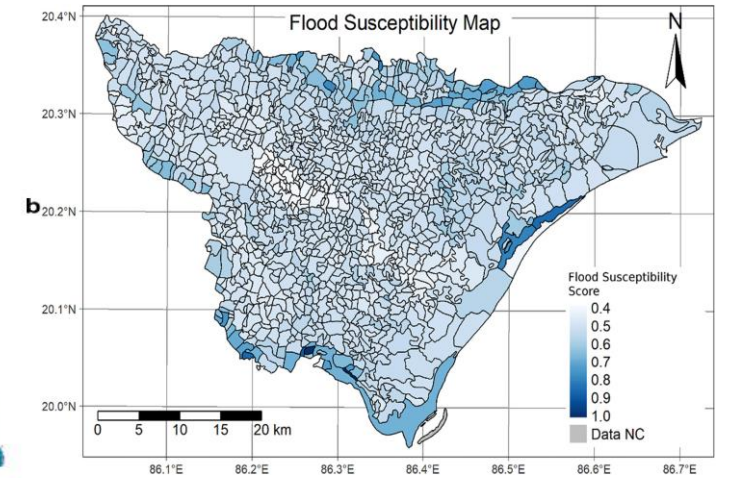 Flood Susceptibility Map
N
b
20.4°N
20.3°N
20.2°N
20.1°N
20.0°N
Flood Susceptibility
Score
0.4
0.5
0.6
0.7
0.8
0.9
1.0
Data NC
0 5 10 15 20 km
86.1°E 86.2°E 86.3°E 86.4°E 86.5°E 86.6°E 86.7°E